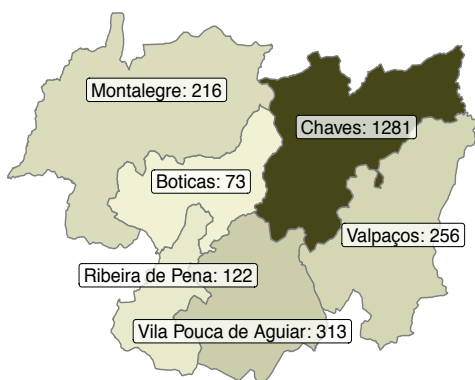 Montalegre: 216
Chaves: 1281
Boticas: 73
Valpaços: 256
Ribeira de Pena: 122
Vila Pouca de Aguiar: 313